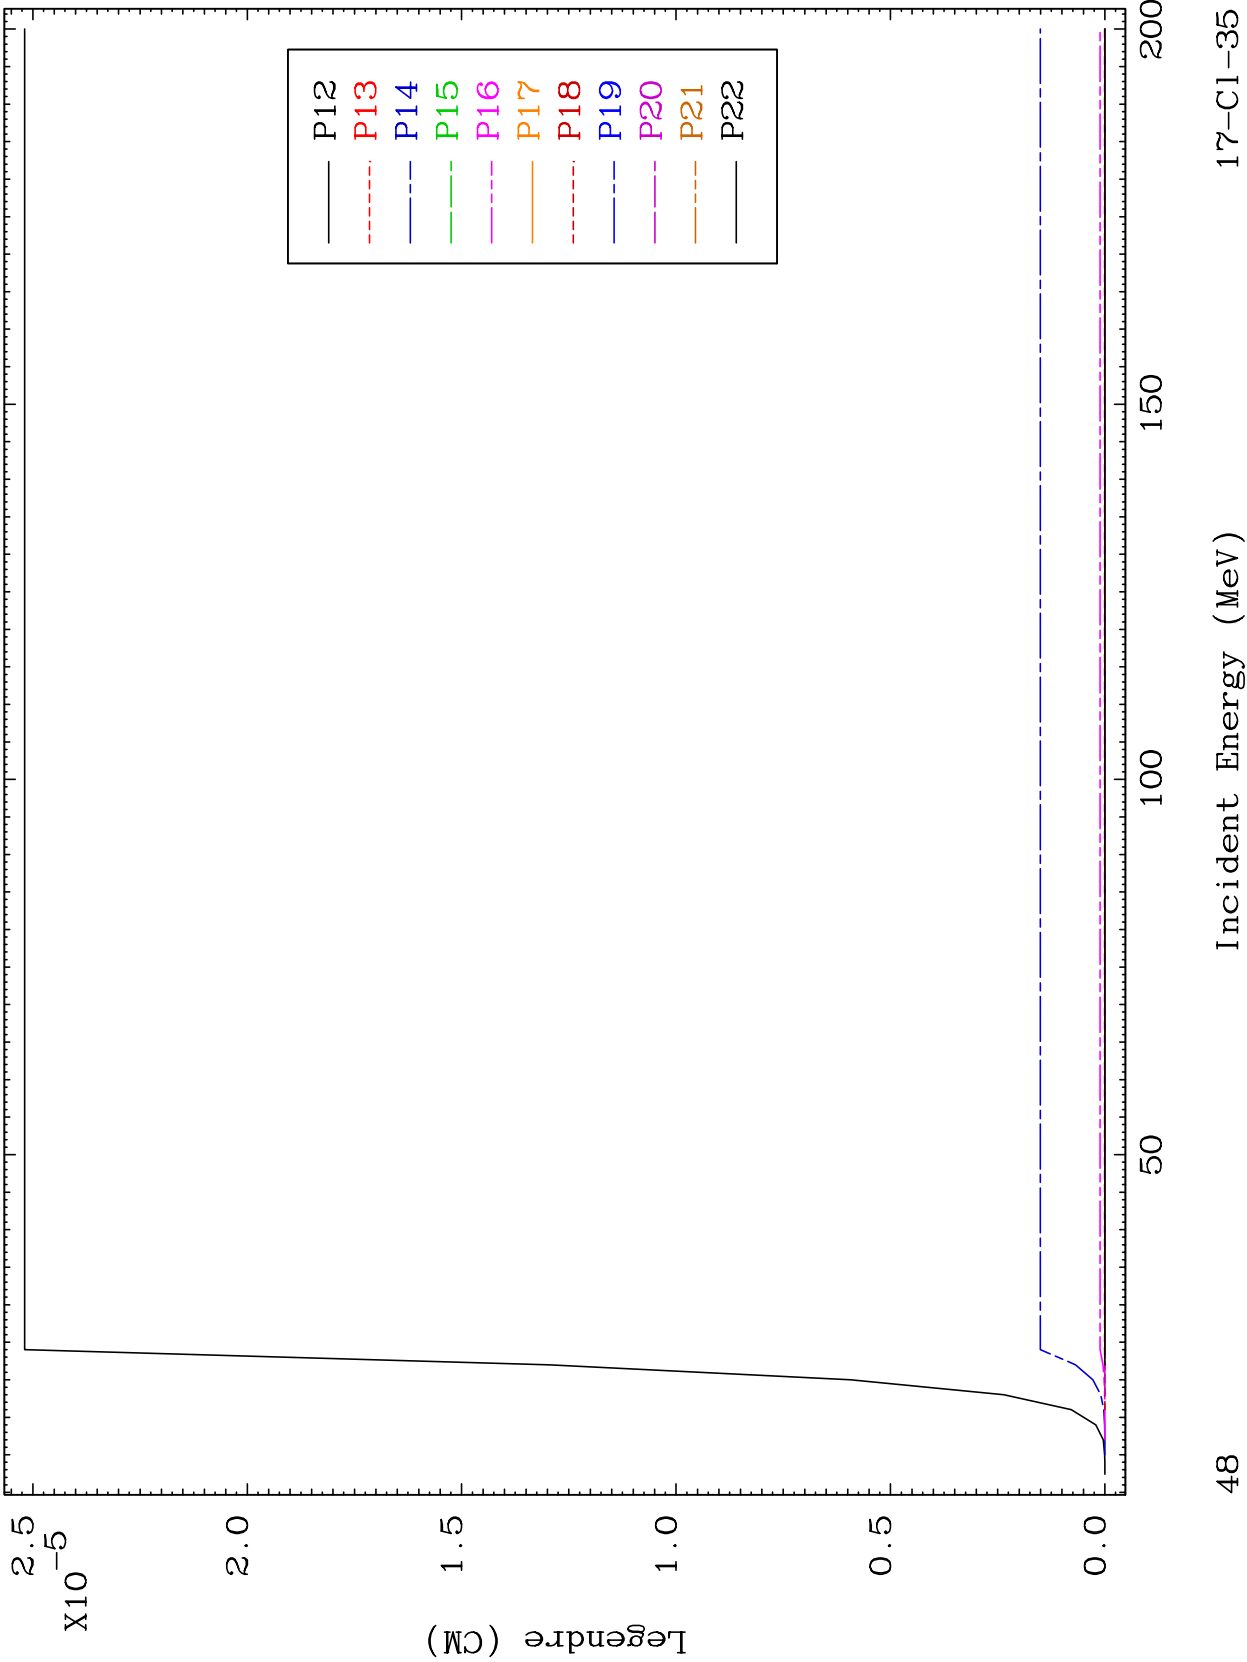 2.5
X10-5
2.0
1.5
1.0
0.5
0.0
Legendre (CM)
P12
P13
P14
P15
P16
P17
P18
P19
P20
P21
P22
50
100
150
200
48
Incident Energy (MeV)
17-Cl-35